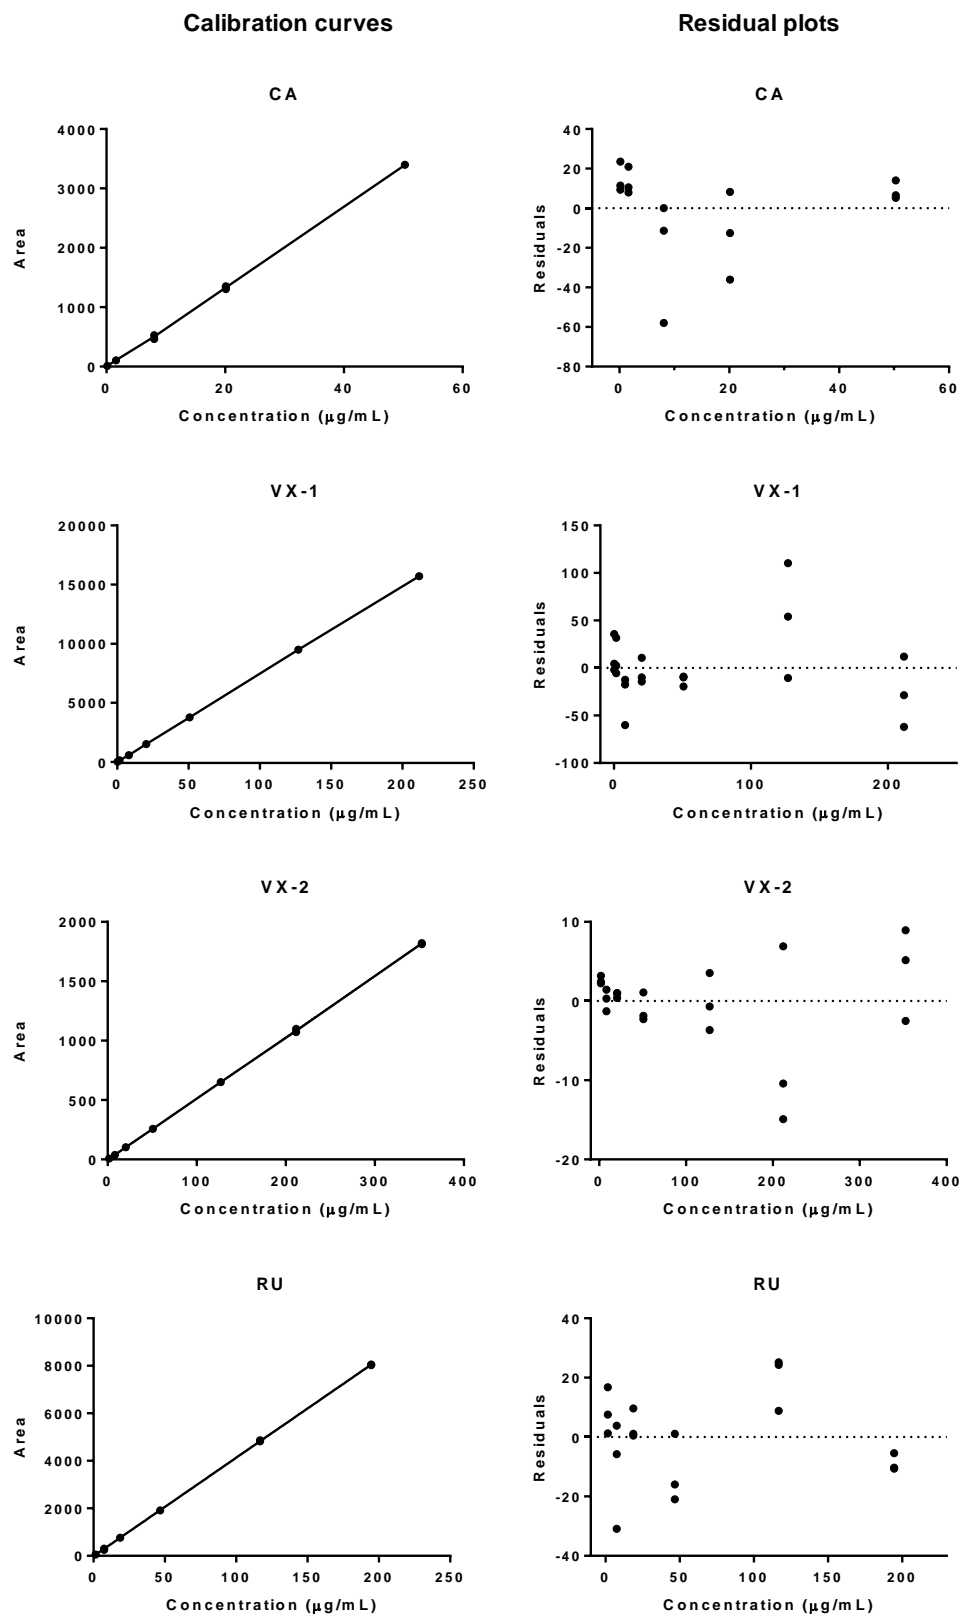 Calibration curves
Residual plots
CA
4000
3000
2000
1000
0
Area
0 20 40 60
Concentration (μg/mL)
CA
40
20
0
-20
-40
-60
-80
Residuals
0 20 40 60
Concentration (μg/mL)
VX-1
20000
15000
10000
5000
0
Area
0 50 100 150 200 250
Concentration (μg/mL)
VX-1
150
100
50
0
-50
-100
Residuals
0 100 200
Concentration (μg/mL)
VX-2
2000
1500
1000
500
0
Area
0 100 200 300 400
Concentration (μg/mL)
VX-2
10
0
-10
-20
Residuals
0 100 200 300 400
Concentration (μg/mL)
RU
10000
8000
6000
4000
2000
0
Area
0 50 100 150 200 250
Concentration (μg/mL)
RU
40
20
0
-20
-40
Residuals
0 50 100 150 200
Concentration (μg/mL)